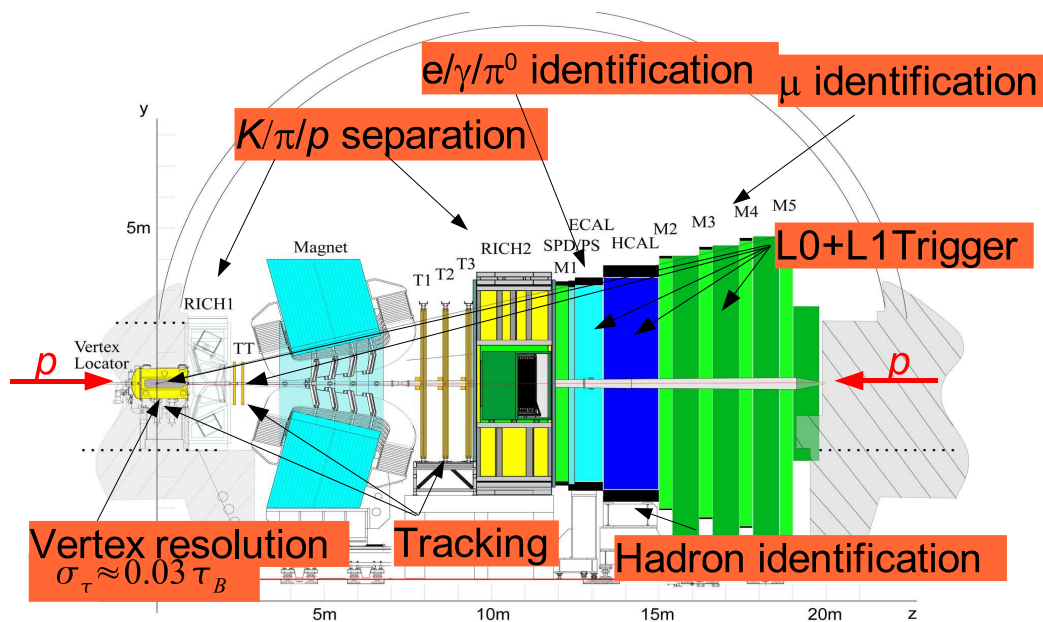 e/γ/π⁰ identification
μ identification
y
K/π/p separation
5m
M5
M4
M3
M2
ECAL
SPD/PS
HCAL
M1
RICH2
T3
T2
T1
Magnet
L0+L1Trigger
RICH1
TT
Vertex
Locator
p
p
Vertex resolution
σ_τ≈0.03 τ_B
Tracking
Hadron identification
5m
10m
15m
20m
z